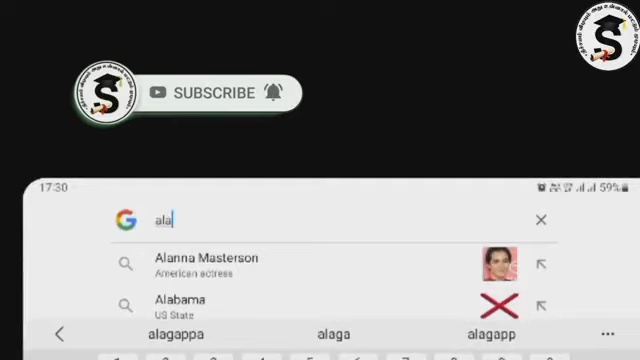 SUBSCRIBE
17:30
59%
ala
Alanna Masterson
American actress
Alabama
US State
alagappa
alaga
alagapp